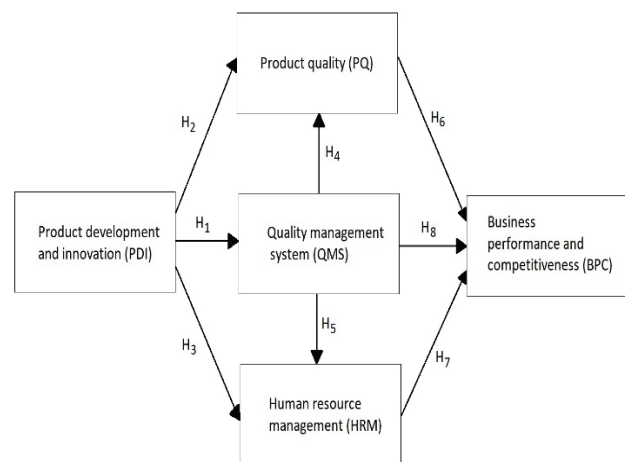 Product quality (PQ)
H2
H6
H4
Product development
and innovation (PDI)
H1
Quality management
system (QMS)
H8
Business
performance and
competitiveness (BPC)
H3
H5
H7
Human resource
management (HRM)